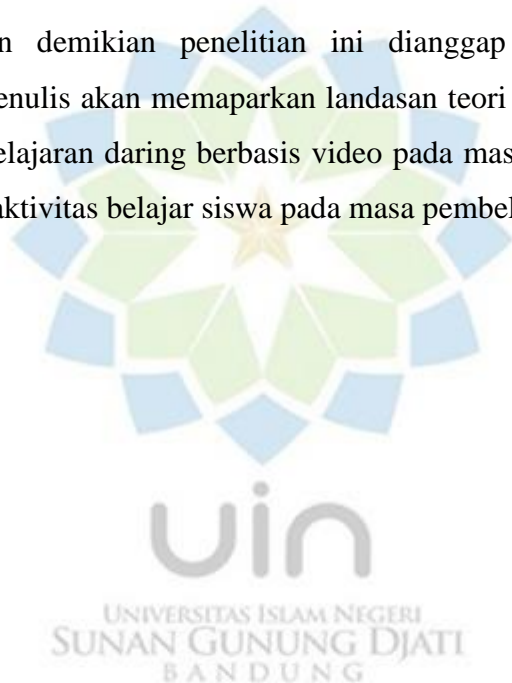 n demikian penelitian ini dianggap
enulis akan memaparkan landasan teori
elajaran daring berbasis video pada mas
aktivitas belajar siswa pada masa pembel
uin
UNIVERSITAS ISLAM NEGERI
SUNAN GUNUNG DJATI
BANDUNG